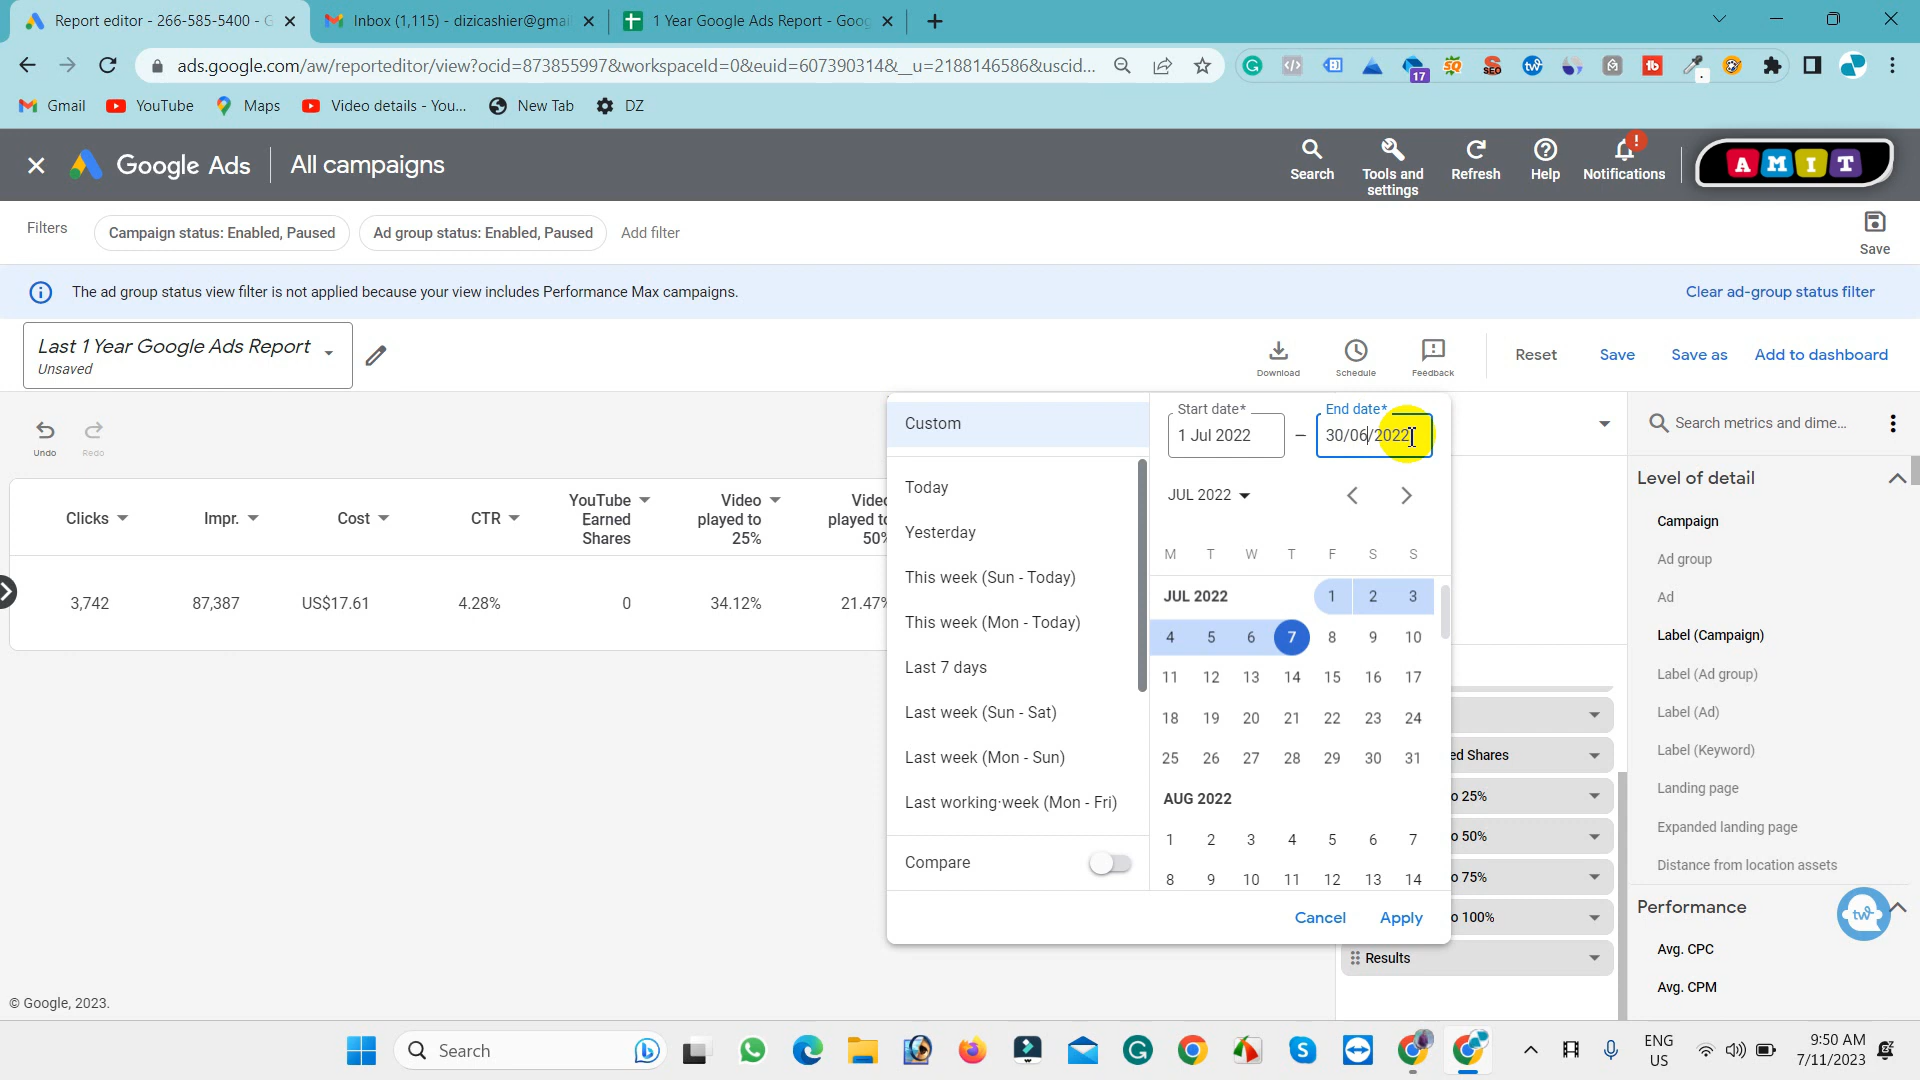 Report editor - 266-585-5400 - G
Inbox (1,115) - dizicashier@gmai
1 Year Google Ads Report - Goog
ads.google.com/aw/reporteditor/view?ocid=873855997&workspaceId=0&euid=607390314&__u=2188146586&uscid...
17
Gmail
YouTube
Maps
Video details - You...
New Tab
DZ
Google Ads
All campaigns
Search
Tools and
settings
Refresh
Help
Notifications
AMIT
Filters
Campaign status: Enabled, Paused
Ad group status: Enabled, Paused
Add filter
Save
The ad group status view filter is not applied because your view includes Performance Max campaigns.
Clear ad-group status filter
Last 1 Year Google Ads Report
Unsaved
Download
Schedule
Feedback
Reset
Save
Save as
Add to dashboard
Undo
Redo
Clicks
Impr.
Cost
CTR
YouTube
Earned
Shares
Video
played to
25%
Video
played to
50%
3,742
87,387
US$17.61
4.28%
0
34.12%
21.47%
Custom
Today
Yesterday
This week (Sun - Today)
This week (Mon - Today)
Last 7 days
Last week (Sun - Sat)
Last week (Mon - Sun)
Last working week (Mon - Fri)
Compare
Start date*
1 Jul 2022
–
End date*
30/06/2022
JUL 2022
M T W T F S S
JUL 2022 1 2 3
4 5 6 7 8 9 10
11 12 13 14 15 16 17
18 19 20 21 22 23 24
25 26 27 28 29 30 31
AUG 2022
1 2 3 4 5 6 7
8 9 10 11 12 13 14
Cancel
Apply
ed Shares
o 25%
o 50%
o 75%
o 100%
Results
Search metrics and dime...
Level of detail
Campaign
Ad group
Ad
Label (Campaign)
Label (Ad group)
Label (Ad)
Label (Keyword)
Landing page
Expanded landing page
Distance from location assets
Performance
Avg. CPC
Avg. CPM
© Google, 2023.
Search
ENG
US
9:50 AM
7/11/2023